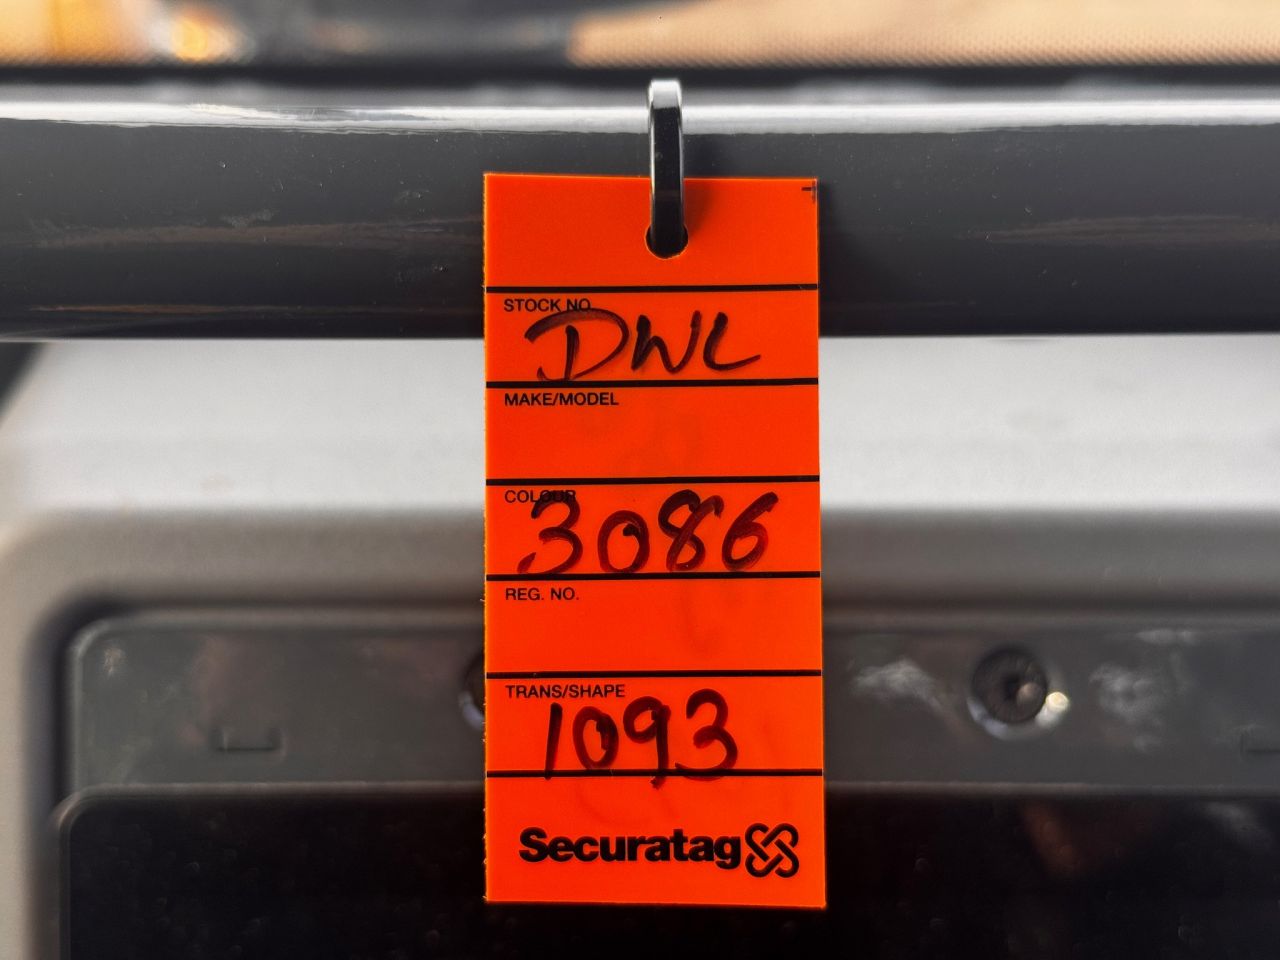 STOCK NO.
DWL
MAKE/MODEL
COLOUR
3086
REG. NO.
TRANS/SHAPE
1093
Securatag